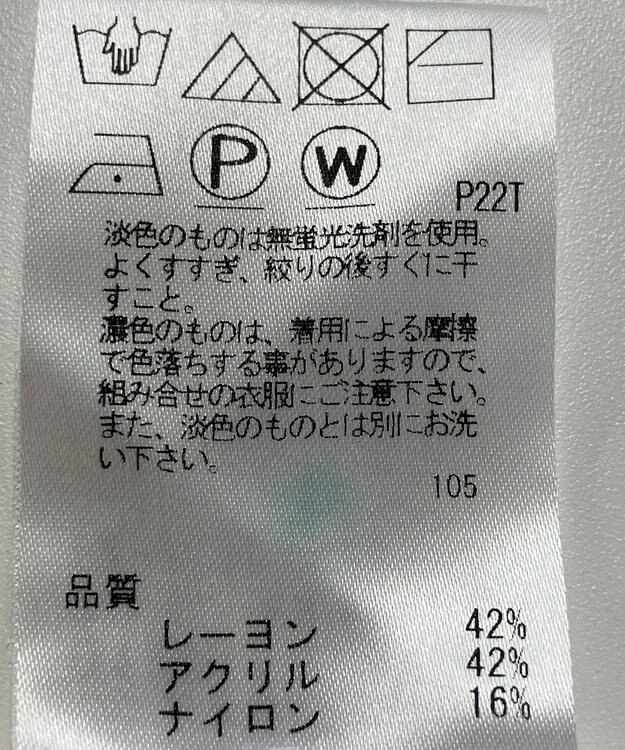 P W
P22T
淡色のものは無蛍光洗剤を使用。
よくすすぎ、絞りの後すぐに干
すこと。
濃色のものは、着用による摩擦
で色落ちする事がありますので、
組み合せの衣服にご注意下さい。
また、淡色のものとは別にお洗
い下さい。
105
品質
レーヨン 42%
アクリル 42%
ナイロン 16%